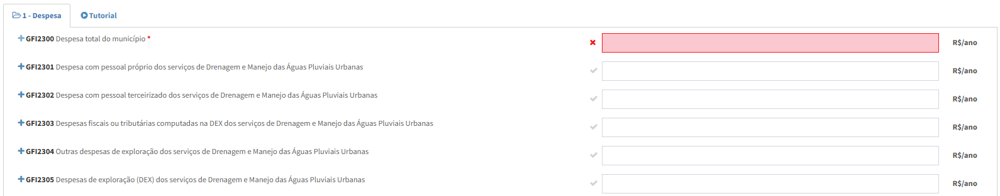 1 - Despesa Tutorial
GFI2300 Despesa total do município * R$/ano
GFI2301 Despesa com pessoal próprio dos serviços de Drenagem e Manejo das Águas Pluviais Urbanas R$/ano
GFI2302 Despesa com pessoal terceirizado dos serviços de Drenagem e Manejo das Águas Pluviais Urbanas R$/ano
GFI2303 Despesas fiscais ou tributárias computadas na DEX dos serviços de Drenagem e Manejo das Águas Pluviais Urbanas R$/ano
GFI2304 Outras despesas de exploração dos serviços de Drenagem e Manejo das Águas Pluviais Urbanas R$/ano
GFI2305 Despesas de exploração (DEX) dos serviços de Drenagem e Manejo das Águas Pluviais Urbanas R$/ano